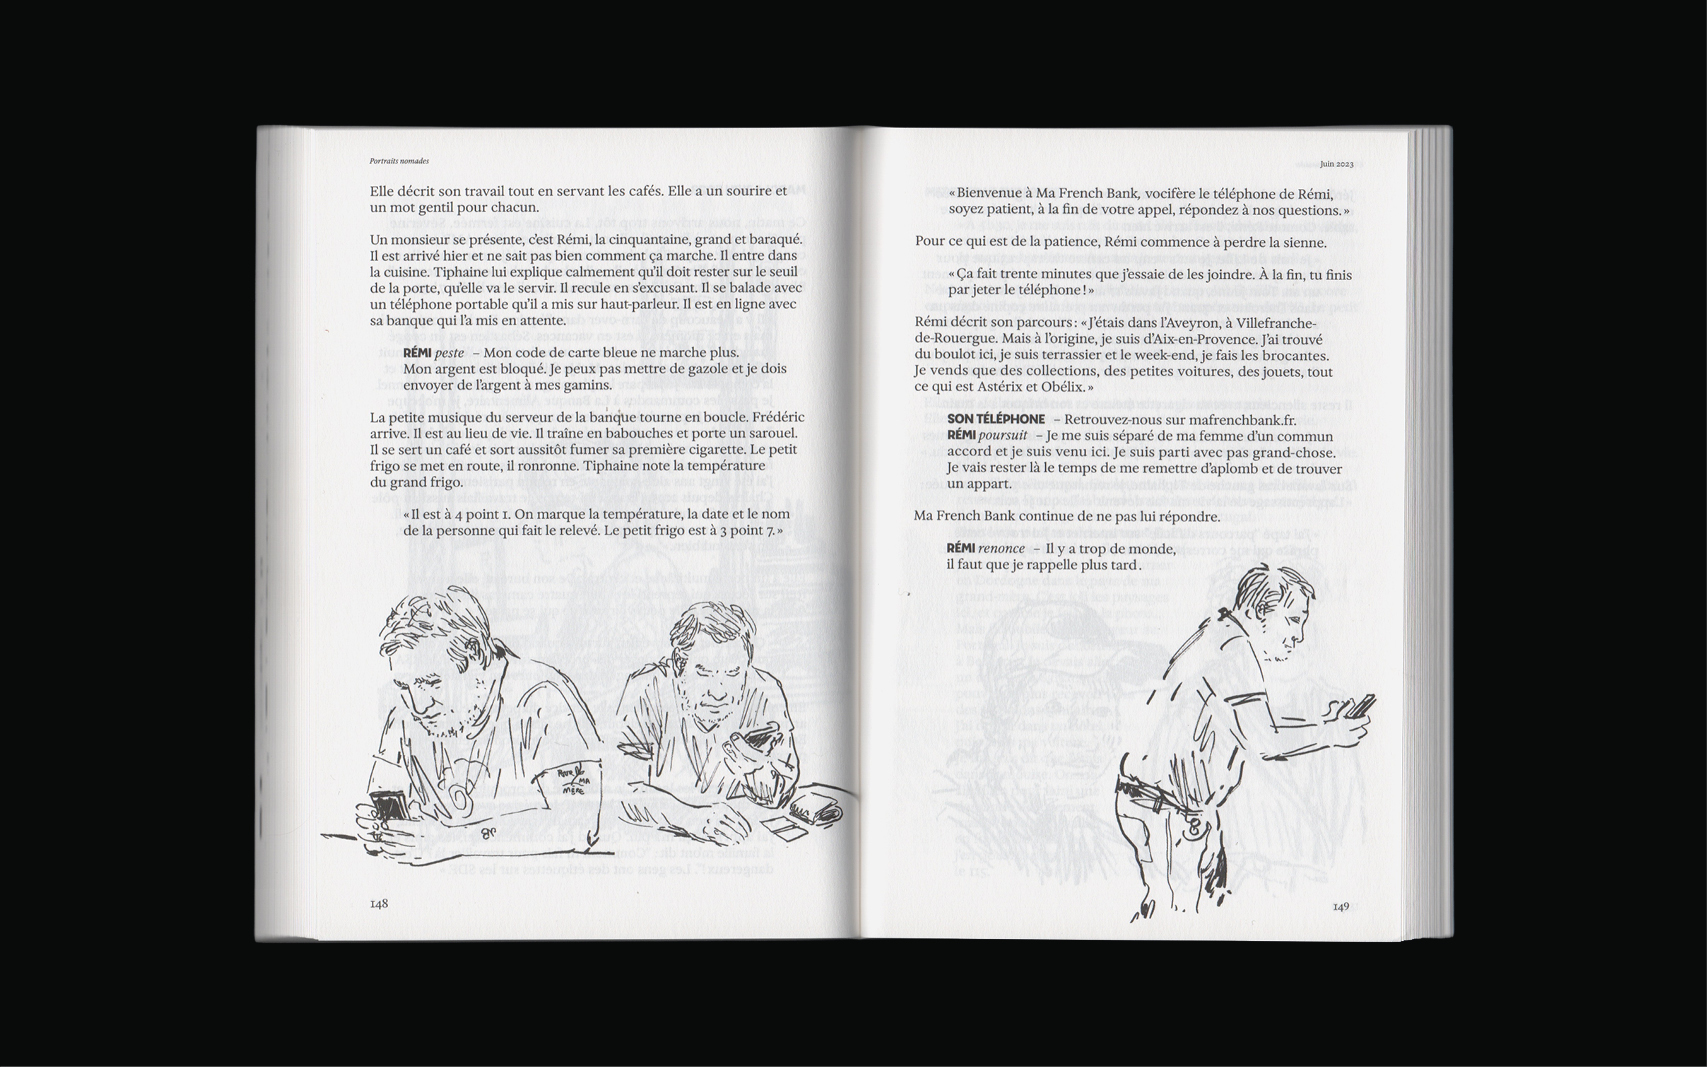 Portraits nomades
Elle décrit son travail tout en servant les cafés. Elle a un sourire et
un mot gentil pour chacun.
Un monsieur se présente, c'est Rémi, la cinquantaine, grand et baraqué.
Il est arrivé hier et ne sait pas bien comment ça marche. Il entre dans
la cuisine. Tiphaine lui explique calmement qu'il doit rester sur le seuil
de la porte, qu'elle va le servir. Il recule en s'excusant. Il se balade avec
un téléphone portable qu'il a mis sur haut-parleur. Il est en ligne avec
sa banque qui l'a mis en attente.
RÉMI peste – Mon code de carte bleue ne marche plus.
Mon argent est bloqué. Je peux pas mettre de gazole et je dois
envoyer de l'argent à mes gamins.
La petite musique du serveur de la banque tourne en boucle. Frédéric
arrive. Il est au lieu de vie. Il traîne en babouches et porte un sarouel.
Il se sert un café et sort aussitôt fumer sa première cigarette. Le petit
frigo se met en route, il ronronne. Tiphaine note la température
du grand frigo.
« Il est à 4 point 1. On marque la température, la date et le nom
de la personne qui fait le relevé. Le petit frigo est à 3 point 7. »
POUR
MA
MÈRE
148
Juin 2023
« Bienvenue à Ma French Bank, vocifère le téléphone de Rémi,
soyez patient, à la fin de votre appel, répondez à nos questions. »
Pour ce qui est de la patience, Rémi commence à perdre la sienne.
« Ça fait trente minutes que j'essaie de les joindre. À la fin, tu finis
par jeter le téléphone ! »
Rémi décrit son parcours : « J'étais dans l'Aveyron, à Villefranche-
de-Rouergue. Mais à l'origine, je suis d'Aix-en-Provence. J'ai trouvé
du boulot ici, je suis terrassier et le week-end, je fais les brocantes.
Je vends que des collections, des petites voitures, des jouets, tout
ce qui est Astérix et Obélix. »
SON TÉLÉPHONE – Retrouvez-nous sur mafrenchbank.fr.
RÉMI poursuit – Je me suis séparé de ma femme d'un commun
accord et je suis venu ici. Je suis parti avec pas grand-chose.
Je vais rester là le temps de me remettre d'aplomb et de trouver
un appart.
Ma French Bank continue de ne pas lui répondre.
RÉMI renonce – Il y a trop de monde,
il faut que je rappelle plus tard.
149